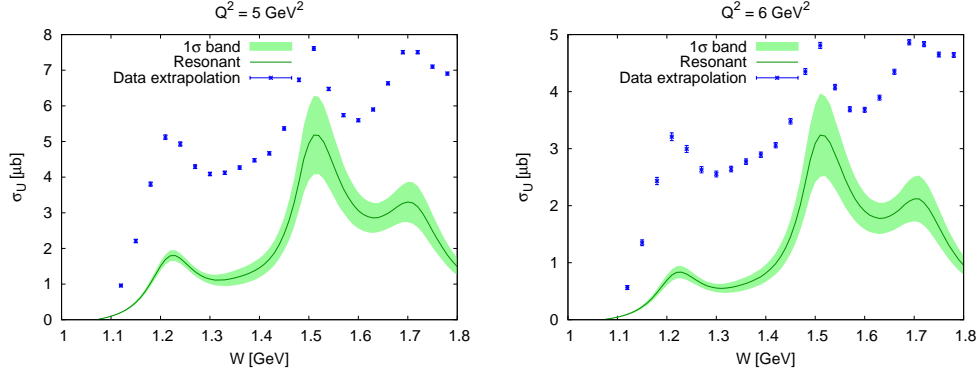 Q² = 5 GeV²
σ_U [μb]
8
7
6
5
4
3
2
1
0
1σ band
Resonant
Data extrapolation
1 1.1 1.2 1.3 1.4 1.5 1.6 1.7 1.8
W [GeV]
Q² = 6 GeV²
σ_U [μb]
5
4
3
2
1
0
1σ band
Resonant
Data extrapolation
1 1.1 1.2 1.3 1.4 1.5 1.6 1.7 1.8
W [GeV]